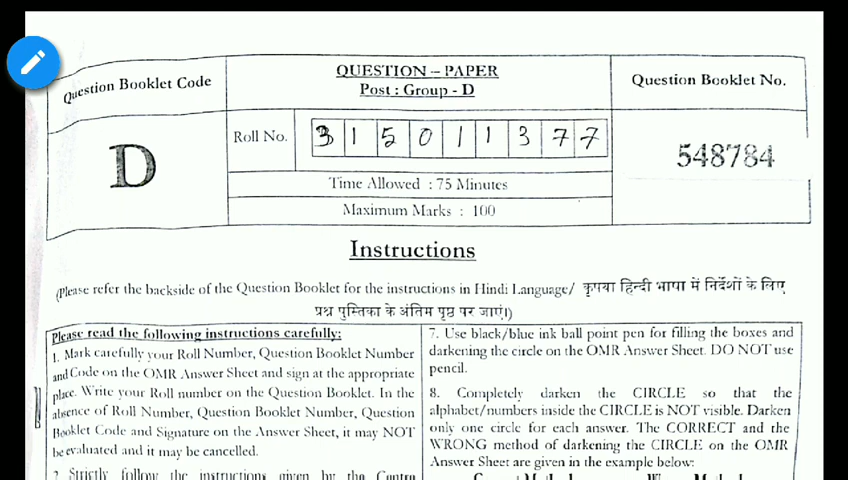 Question Booklet Code
QUESTION – PAPER
Post : Group - D
Question Booklet No.
D
Roll No. 3 1 5 0 1 1 3 7 7
Time Allowed : 75 Minutes
Maximum Marks : 100
548784
Instructions
(Please refer the backside of the Question Booklet for the instructions in Hindi Language/ कृपया हिन्दी भाषा में निर्देशों के लिए
प्रश्न पुस्तिका के अंतिम पृष्ठ पर जाएं।)
Please read the following instructions carefully:
1. Mark carefully your Roll Number, Question Booklet Number
and Code on the OMR Answer Sheet and sign at the appropriate
place. Write your Roll number on the Question Booklet. In the
absence of Roll Number, Question Booklet Number, Question
Booklet Code and Signature on the Answer Sheet, it may NOT
be evaluated and it may be cancelled.
2. Strictly follow the instructions given by the Centre
7. Use black/blue ink ball point pen for filling the boxes and
darkening the circle on the OMR Answer Sheet. DO NOT use
pencil.
8. Completely darken the CIRCLE so that the
alphabet/numbers inside the CIRCLE is NOT visible. Darken
only one circle for each answer. The CORRECT and the
WRONG method of darkening the CIRCLE on the OMR
Answer Sheet are given in the example below: